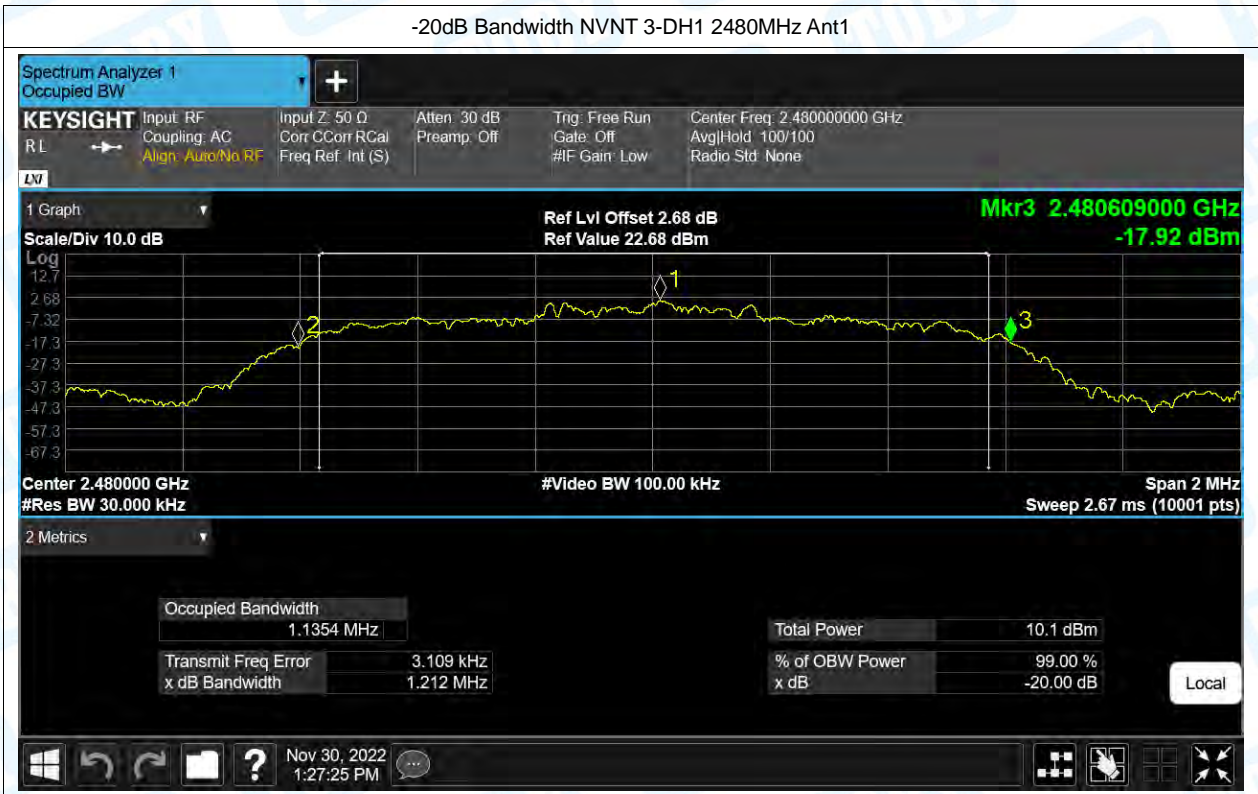 -20dB Bandwidth NVNT 3-DH1 2480MHz Ant1
Spectrum Analyzer 1
Occupied BW
+
KEYSIGHT
R L
LXI
Input: RF
Coupling: AC
Align: Auto/No RF
Input Z: 50 Ω
Corr CCorr RCal
Freq Ref: Int (S)
Atten: 30 dB
Preamp: Off
Trig: Free Run
Gate: Off
#IF Gain: Low
Center Freq: 2.480000000 GHz
Avg|Hold: 100/100
Radio Std: None
1 Graph
Scale/Div 10.0 dB
Ref Lvl Offset 2.68 dB
Ref Value 22.68 dBm
Mkr3 2.480609000 GHz
-17.92 dBm
Log
12.7
2.68
-7.32
-17.3
-27.3
-37.3
-47.3
-57.3
-67.3
1
2
3
Center 2.480000 GHz
#Res BW 30.000 kHz
#Video BW 100.00 kHz
Span 2 MHz
Sweep 2.67 ms (10001 pts)
2 Metrics
Occupied Bandwidth
1.1354 MHz
Transmit Freq Error 3.109 kHz
x dB Bandwidth 1.212 MHz
Total Power 10.1 dBm
% of OBW Power 99.00 %
x dB -20.00 dB
Local
?
Nov 30, 2022
1:27:25 PM